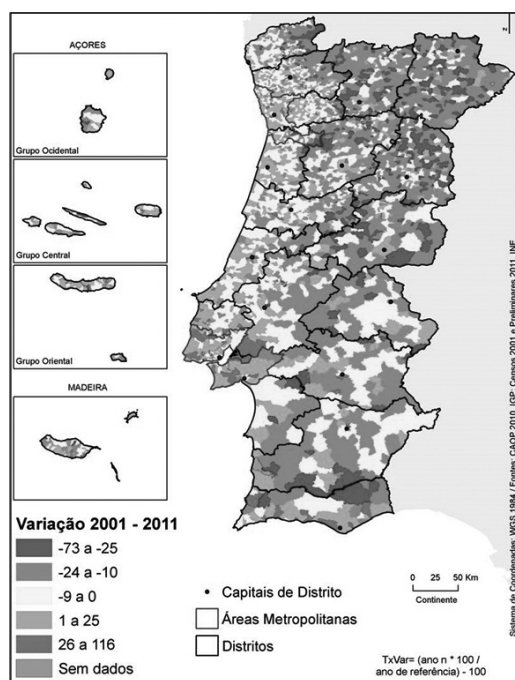 AÇORES
Grupo Ocidental
Grupo Central
Grupo Oriental
MADEIRA
Variação 2001 - 2011
-73 a -25
-24 a -10
-9 a 0
1 a 25
26 a 116
Sem dados
Capitais de Distrito
Áreas Metropolitanas
Distritos
0 25 50 Km
Continente
TxVar= (ano n * 100 /
ano de referência) - 100
Sistema de Coordenadas: WGS 1984 / Fontes: CAOP 2010, IGP; Censos 2001 e Preliminares 2011, INE
z